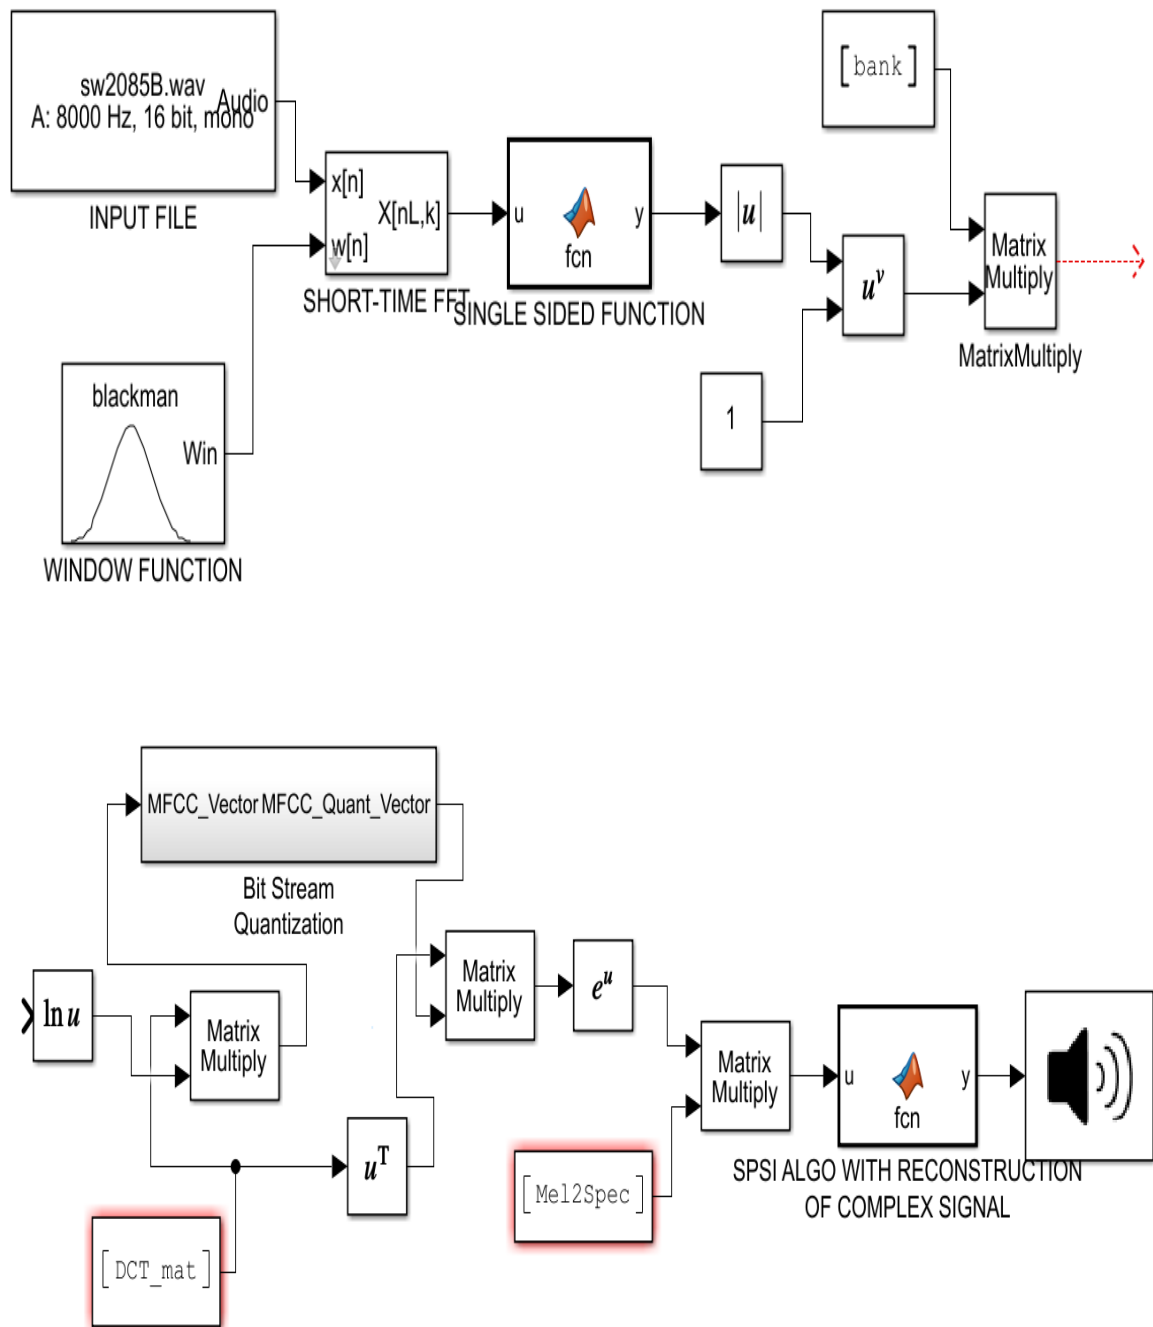 sw2085B.wav
A: 8000 Hz, 16 bit, mono
Audio
INPUT FILE
[bank]
x[n]
X[nL,k]
w[n]
SHORT-TIME FFT
u
y
fcn
SINGLE SIDED FUNCTION
|u|
u^v
Matrix
Multiply
MatrixMultiply
1
blackman
Win
WINDOW FUNCTION
MFCC_Vector MFCC_Quant_Vector
Bit Stream
Quantization
ln u
Matrix
Multiply
Matrix
Multiply
e^u
Matrix
Multiply
u
y
fcn
SPSI ALGO WITH RECONSTRUCTION
OF COMPLEX SIGNAL
u^T
[Mel2Spec]
[DCT_mat]